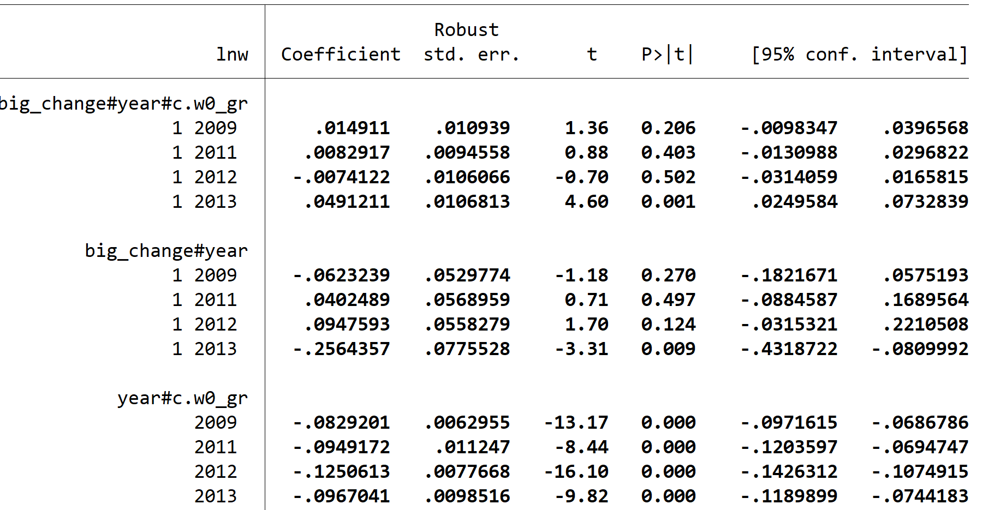 Robust
lnw Coefficient std. err. t P>|t| [95% conf. interval]
big_change#year#c.w0_gr
1 2009 .014911 .010939 1.36 0.206 -.0098347 .0396568
1 2011 .0082917 .0094558 0.88 0.403 -.0130988 .0296822
1 2012 -.0074122 .0106066 -0.70 0.502 -.0314059 .0165815
1 2013 .0491211 .0106813 4.60 0.001 .0249584 .0732839
big_change#year
1 2009 -.0623239 .0529774 -1.18 0.270 -.1821671 .0575193
1 2011 .0402489 .0568959 0.71 0.497 -.0884587 .1689564
1 2012 .0947593 .0558279 1.70 0.124 -.0315321 .2210508
1 2013 -.2564357 .0775528 -3.31 0.009 -.4318722 -.0809992
year#c.w0_gr
2009 -.0829201 .0062955 -13.17 0.000 -.0971615 -.0686786
2011 -.0949172 .011247 -8.44 0.000 -.1203597 -.0694747
2012 -.1250613 .0077668 -16.10 0.000 -.1426312 -.1074915
2013 -.0967041 .0098516 -9.82 0.000 -.1189899 -.0744183